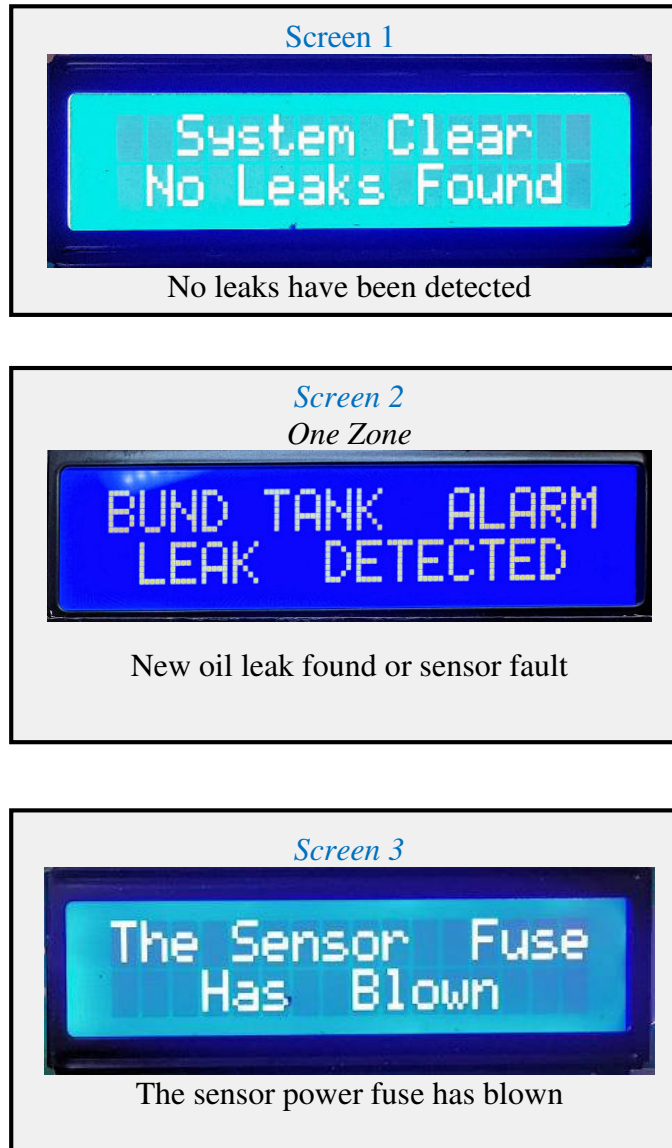 Screen 1
System Clear
No Leaks Found
No leaks have been detected
Screen 2
One Zone
BUND TANK ALARM
LEAK DETECTED
New oil leak found or sensor fault
Screen 3
The Sensor Fuse
Has Blown
The sensor power fuse has blown